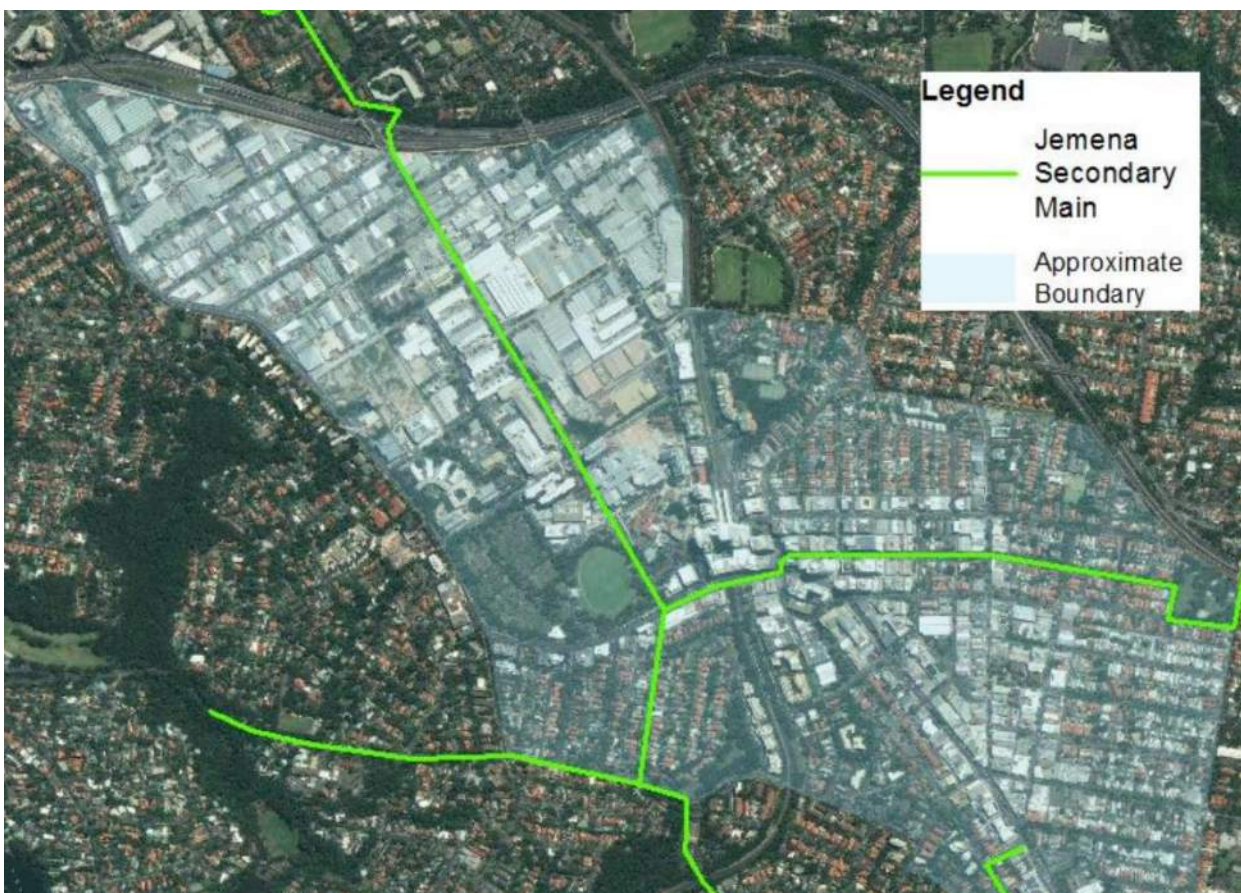 Legend
Jemena
Secondary
Main
Approximate
Boundary